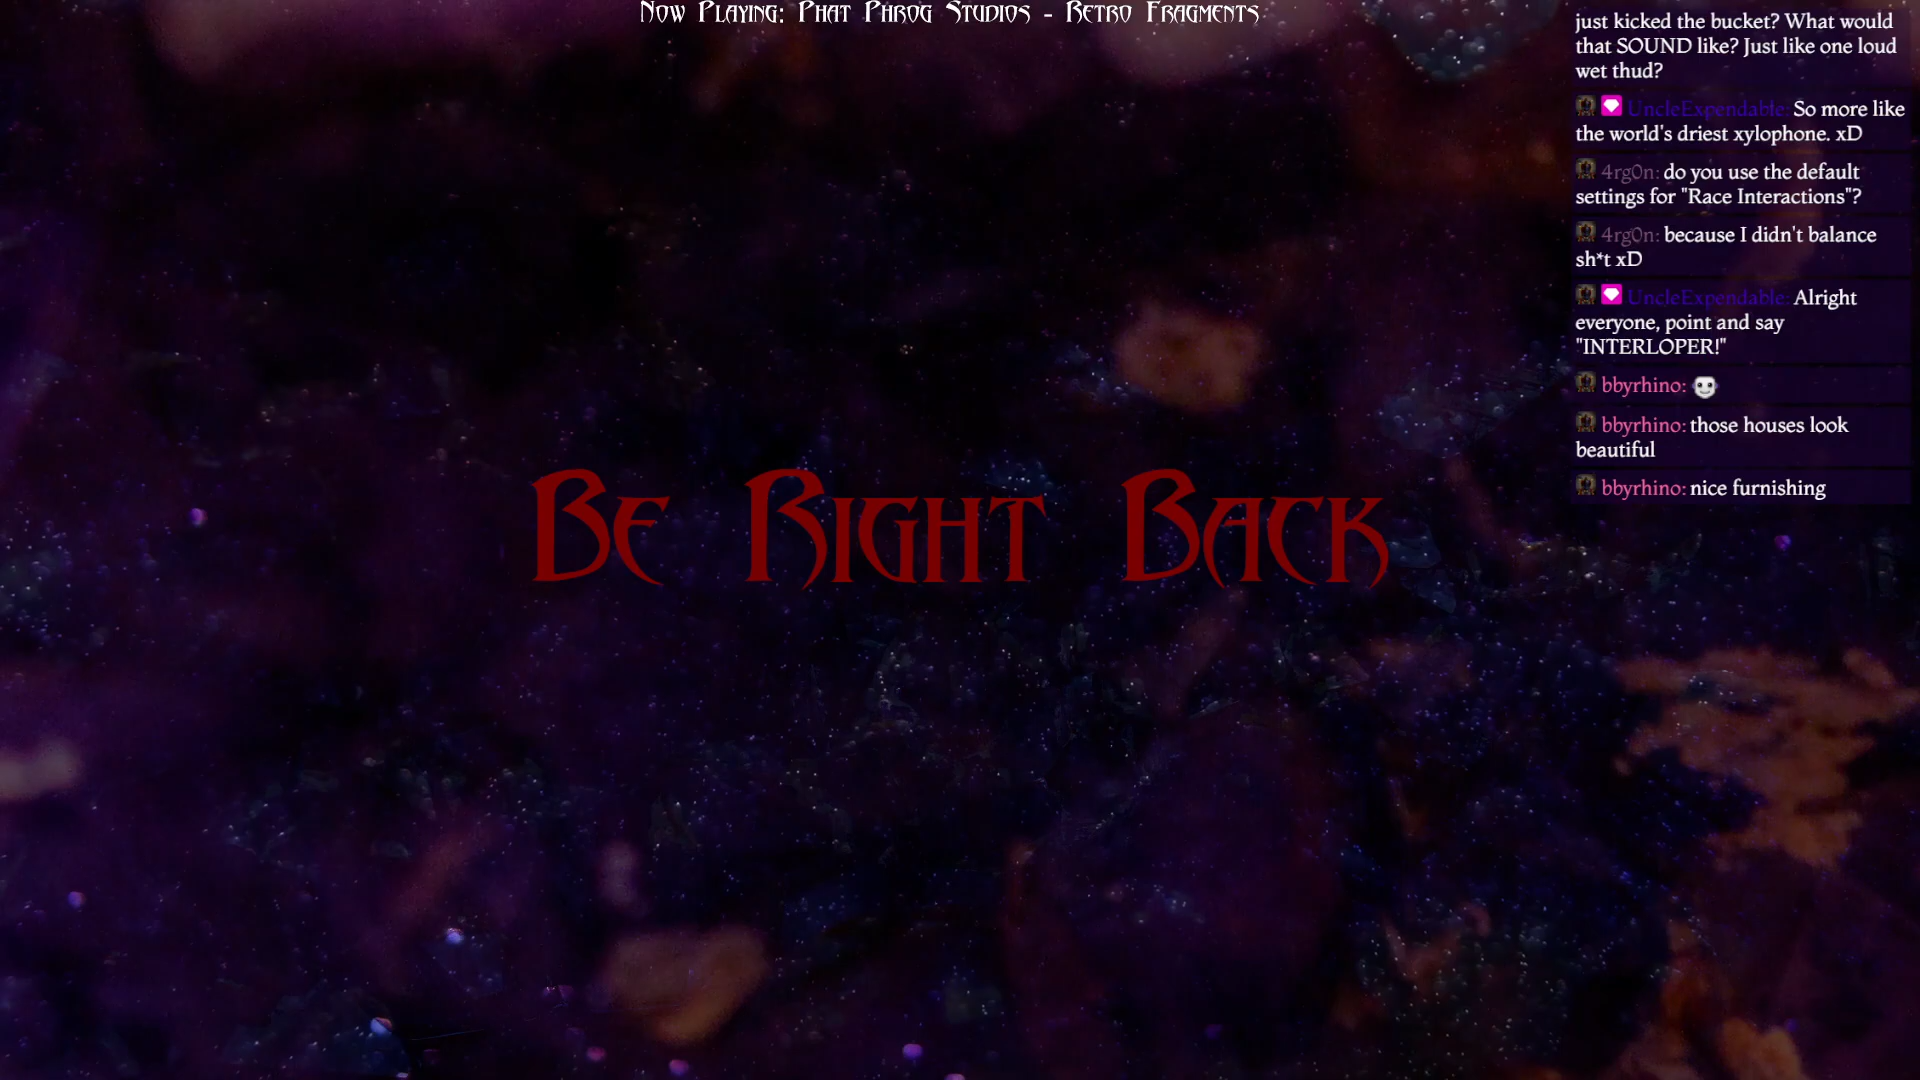 Now Playing: Phat Phrog Studios - Retro Fragments
just kicked the bucket? What would
that SOUND like? Just like one loud
wet thud?
UncleExpendable: So more like
the world's driest xylophone. xD
4rg0n: do you use the default
settings for "Race Interactions"?
4rg0n: because I didn't balance
sh*t xD
UncleExpendable: Alright
everyone, point and say
"INTERLOPER!"
bbyrhino:
bbyrhino: those houses look
beautiful
bbyrhino: nice furnishing
Be Right Back